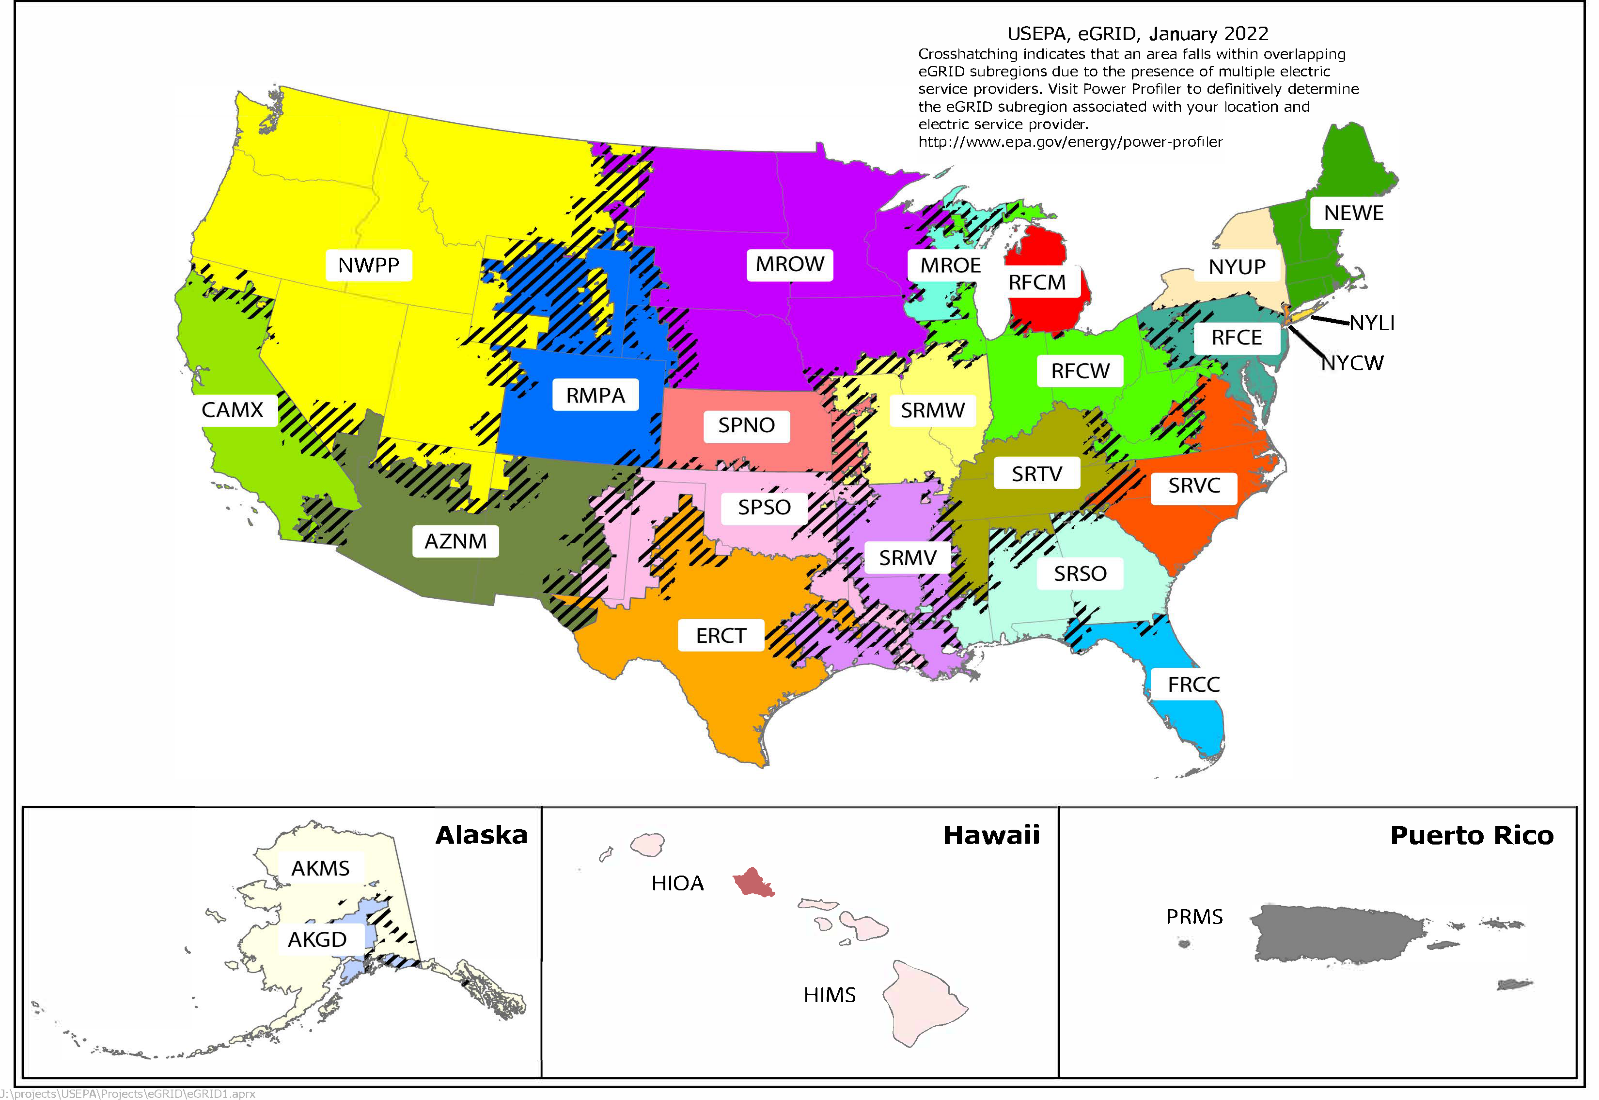 USEPA, eGRID, January 2022
Crosshatching indicates that an area falls within overlapping
eGRID subregions due to the presence of multiple electric
service providers. Visit Power Profiler to definitively determine
the eGRID subregion associated with your location and
electric service provider.
http://www.epa.gov/energy/power-profiler
NEWE
NWPP
MROW
MROE
NYUP
RFCM
NYLI
RFCE
NYCW
RFCW
RMPA
CAMX
SRMW
SPNO
SRTV
SRVC
SPSO
AZNM
SRMV
SRSO
ERCT
FRCC
Alaska
AKMS
AKGD
Hawaii
HIOA
HIMS
Puerto Rico
PRMS
J:\projects\USEPA\Projects\eGRID\eGRID1.aprx